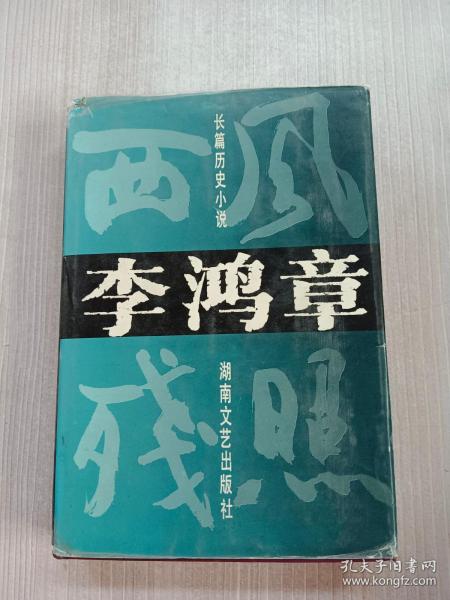 西风
长篇历史小说
李鸿章
残照
湖南文艺出版社
孔夫子旧书网
www.kongfz.com